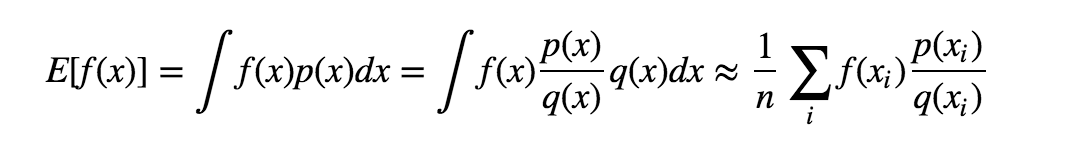 E[f(x)] = ∫ f(x)p(x)dx = ∫ f(x) p(x)/q(x) q(x)dx ≈ 1/n ∑_i f(x_i) p(x_i)/q(x_i)